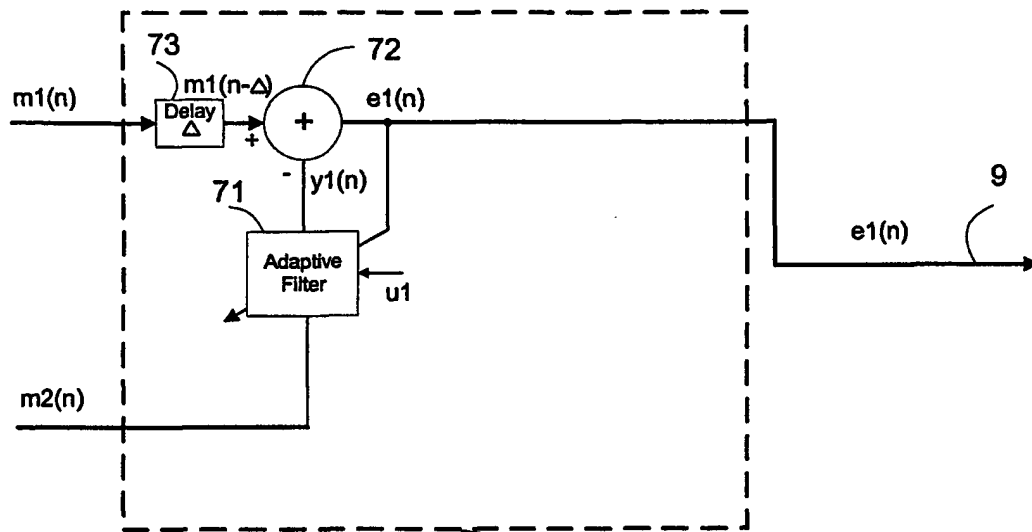 73
72
m1(n)
m1(n-Δ)
e1(n)
Delay
Δ
+
+
-
y1(n)
71
9
Adaptive
Filter
e1(n)
u1
m2(n)